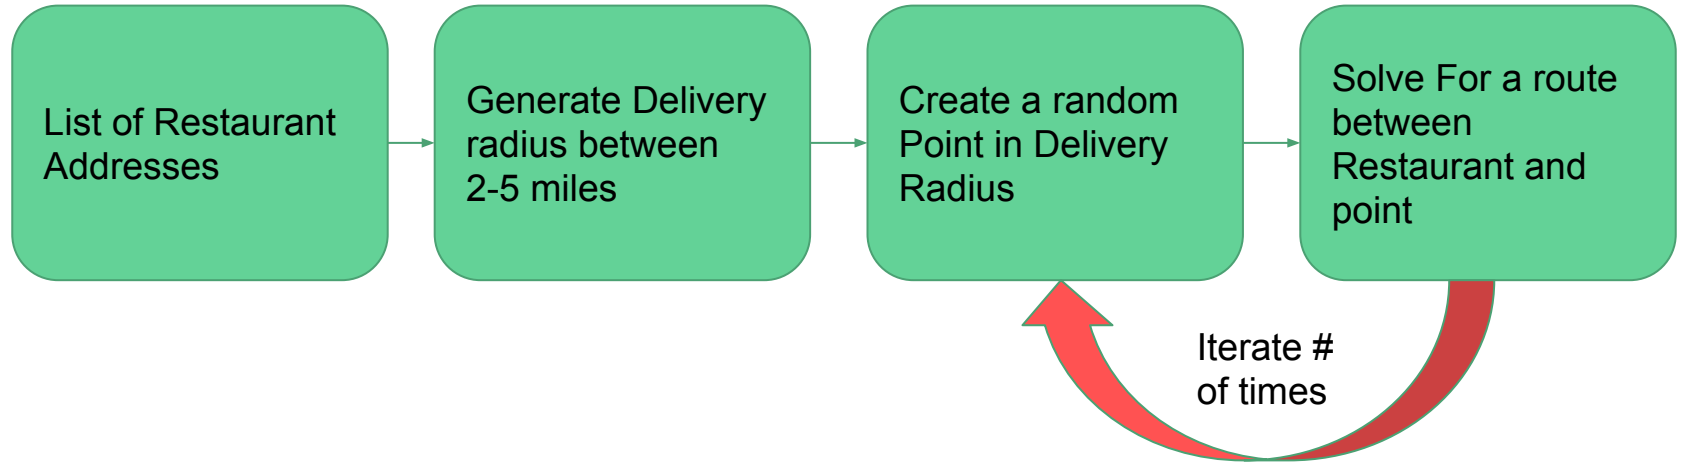 List of Restaurant
Addresses
Generate Delivery
radius between
2-5 miles
Create a random
Point in Delivery
Radius
Solve For a route
between
Restaurant and
point
Iterate #
of times